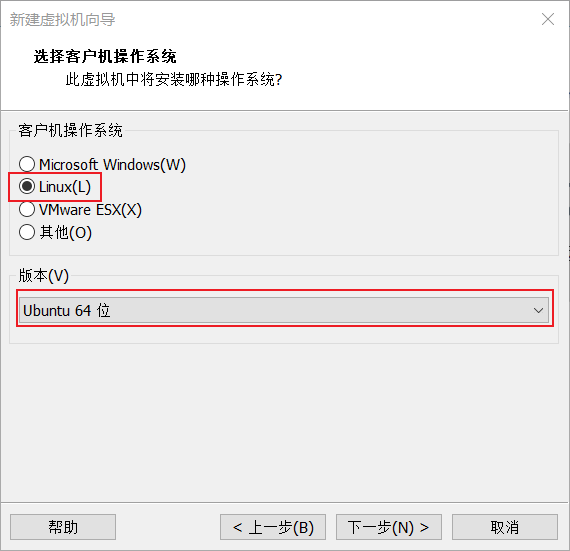 新建虚拟机向导
选择客户机操作系统
此虚拟机中将安装哪种操作系统?
客户机操作系统
Microsoft Windows(W)
Linux(L)
VMware ESX(X)
其他(O)
版本(V)
Ubuntu 64 位
帮助
< 上一步(B)
下一步(N) >
取消